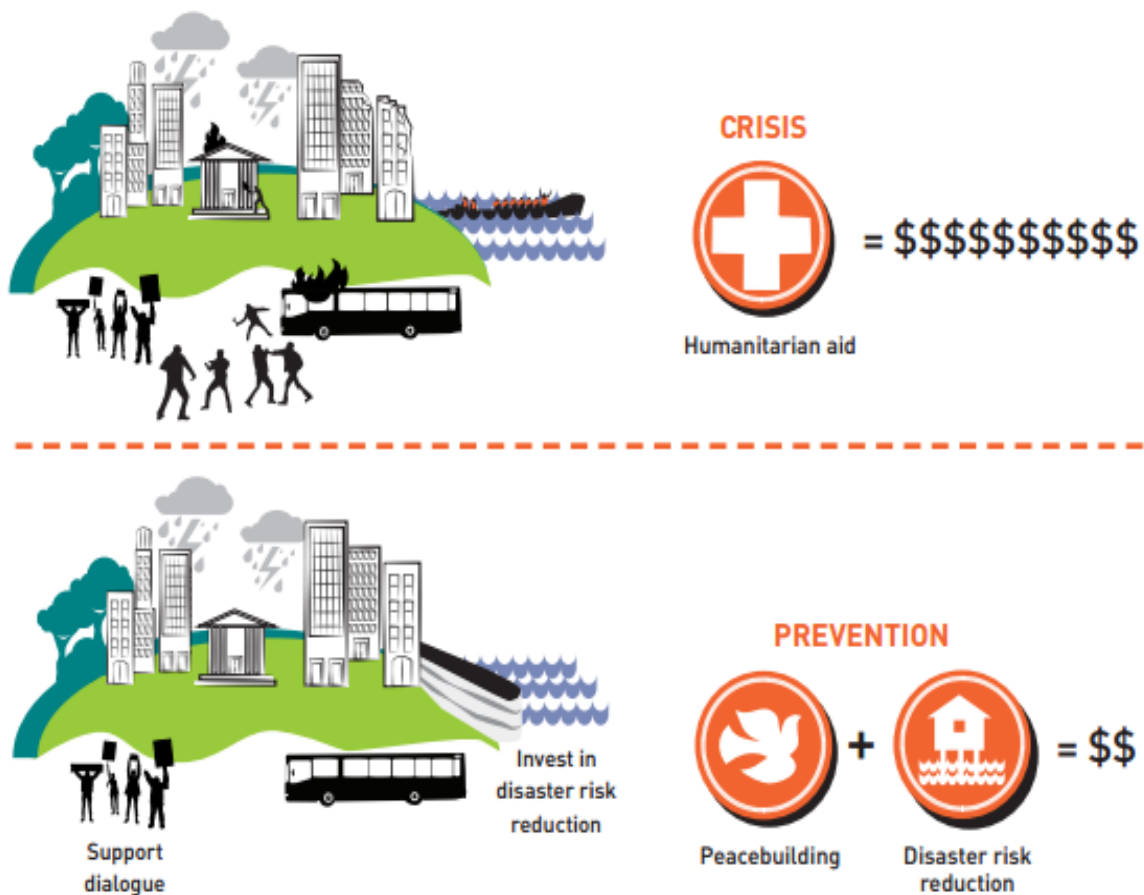 CRISIS
= $$$$$$$$$$
Humanitarian aid
PREVENTION
+
= $$
Invest in
disaster risk
reduction
Support
dialogue
Peacebuilding
Disaster risk
reduction